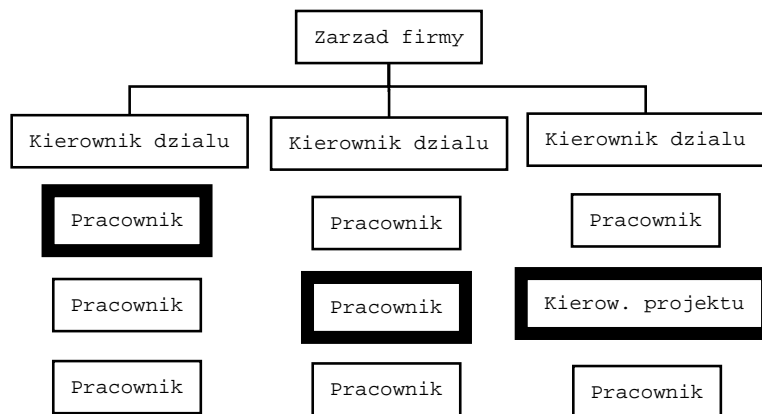 Zarzad firmy
Kierownik dzialu
Kierownik dzialu
Kierownik dzialu
Pracownik
Pracownik
Pracownik
Pracownik
Pracownik
Kierow. projektu
Pracownik
Pracownik
Pracownik